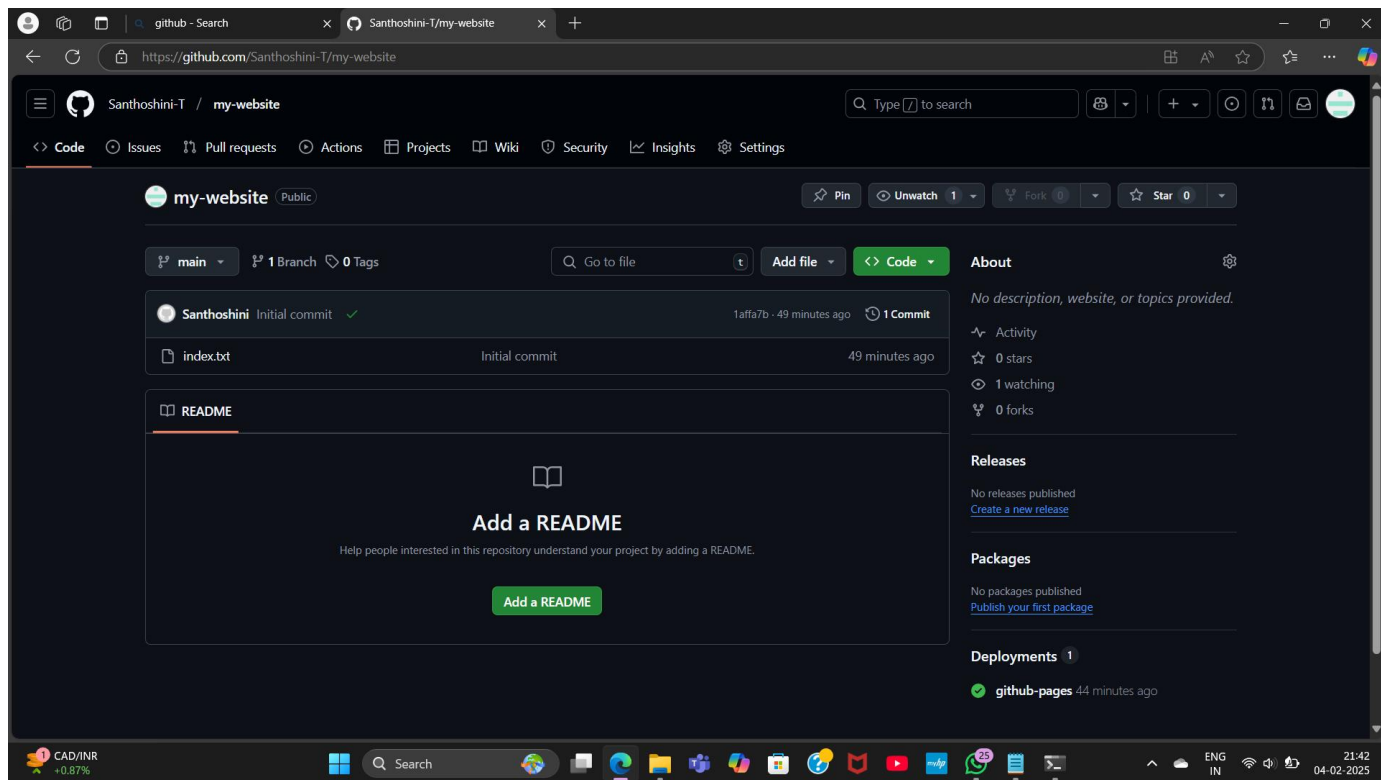 github - Search
Santhoshini-T/my-website
https://github.com/Santhoshini-T/my-website
Santhoshini-T / my-website
Type / to search
Code Issues Pull requests Actions Projects Wiki Security Insights Settings
my-website Public
Pin Unwatch 1 Fork 0 Star 0
main 1 Branch 0 Tags
Go to file t
Add file Code
Santhoshini Initial commit
1affa7b · 49 minutes ago 1 Commit
index.txt Initial commit 49 minutes ago
README
Add a README
Help people interested in this repository understand your project by adding a README.
Add a README
About
No description, website, or topics provided.
Activity
0 stars
1 watching
0 forks
Releases
No releases published
Create a new release
Packages
No packages published
Publish your first package
Deployments 1
github-pages 44 minutes ago
1 CAD/INR
+0.87%
Search
myhp
25
ENG
IN
21:42
04-02-2025